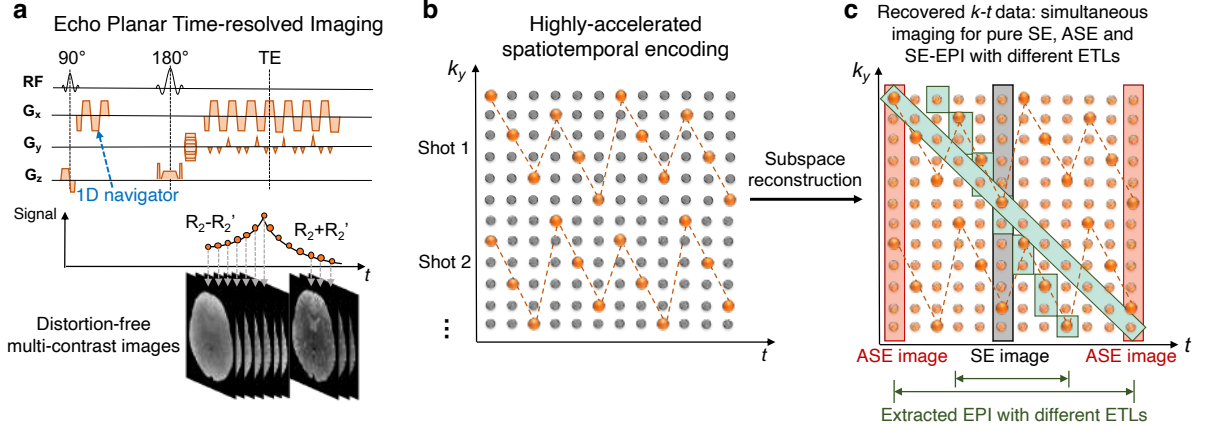 a
Echo Planar Time-resolved Imaging
90° 180° TE
RF
Gx
Gy
Gz
1D navigator
Signal
R2-R2’ R2+R2’
t
Distortion-free
multi-contrast images
b
Highly-accelerated
spatiotemporal encoding
ky
Shot 1
Shot 2
⋮
t
Subspace
reconstruction
c
Recovered k-t data: simultaneous
imaging for pure SE, ASE and
SE-EPI with different ETLs
ky
t
ASE image SE image ASE image
Extracted EPI with different ETLs